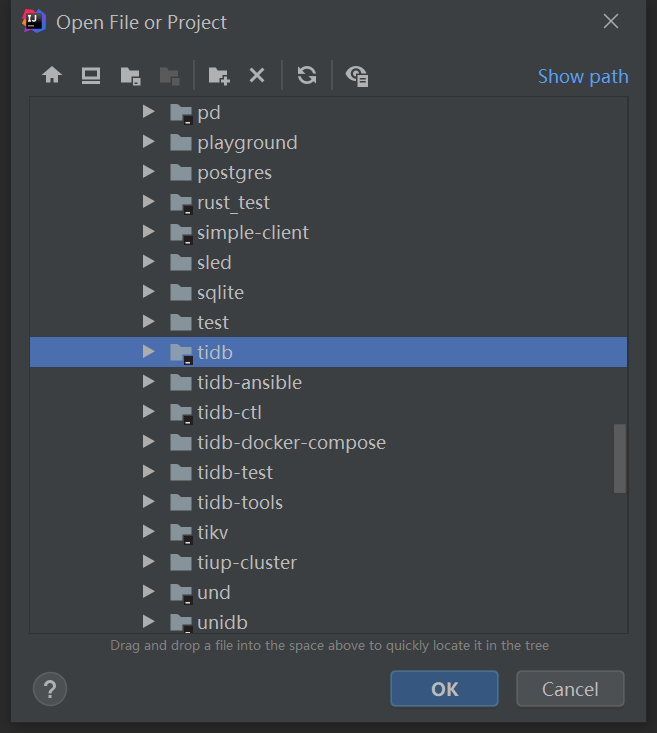 IJ Open File or Project
Show path
pd
playground
postgres
rust_test
simple-client
sled
sqlite
test
tidb
tidb-ansible
tidb-ctl
tidb-docker-compose
tidb-test
tidb-tools
tikv
tiup-cluster
und
unidb
Drag and drop a file into the space above to quickly locate it in the tree
? OK Cancel